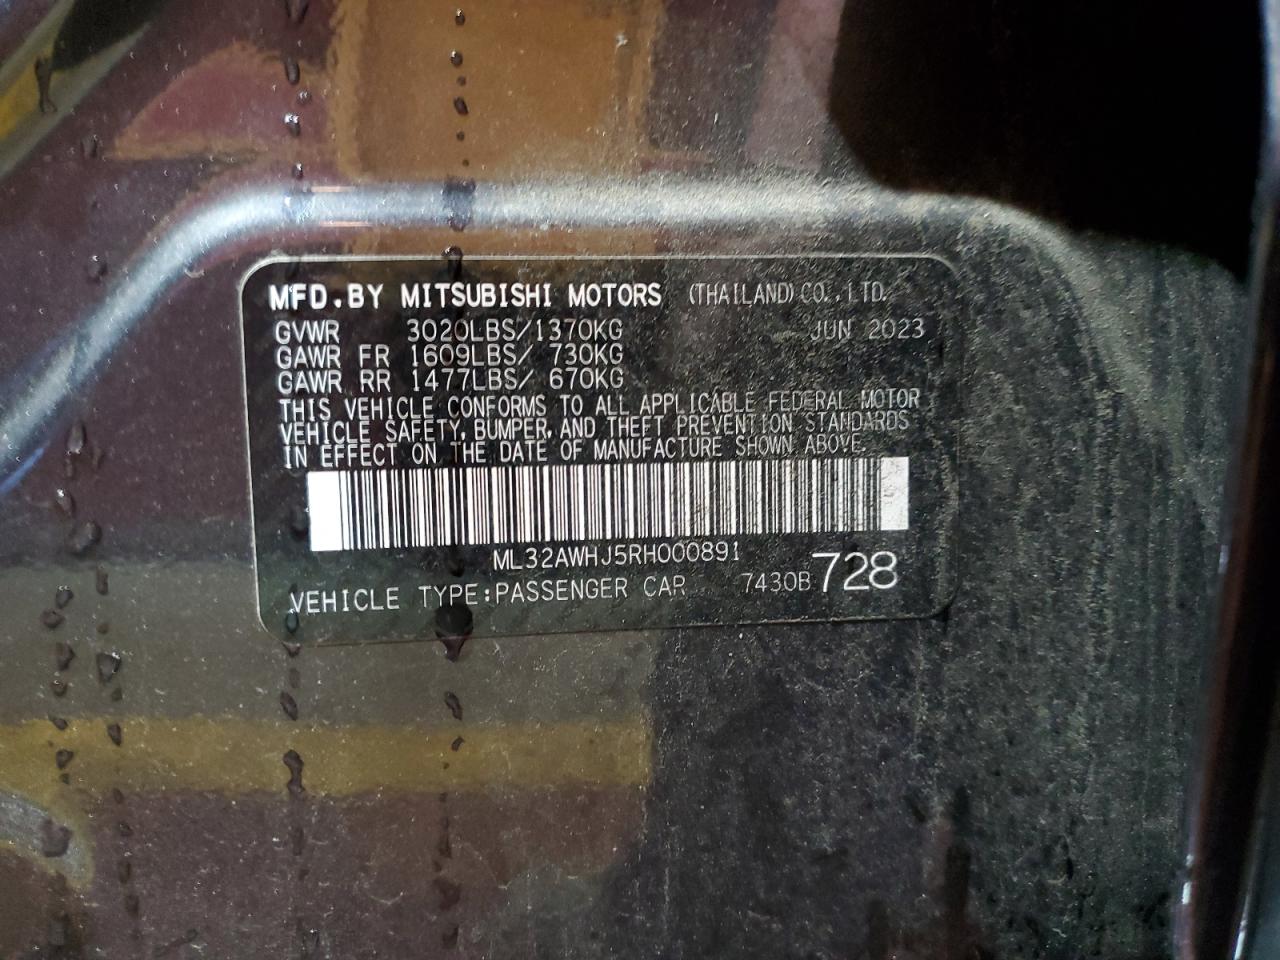 MFD.BY MITSUBISHI MOTORS (THAILAND) CO.,LTD.
GVWR 3020LBS/1370KG JUN 2023
GAWR FR 1609LBS/ 730KG
GAWR RR 1477LBS/ 670KG
THIS VEHICLE CONFORMS TO ALL APPLICABLE FEDERAL MOTOR
VEHICLE SAFETY, BUMPER, AND THEFT PREVENTION STANDARDS
IN EFFECT ON THE DATE OF MANUFACTURE SHOWN ABOVE.
ML32AWHJ5RH000891
VEHICLE TYPE:PASSENGER CAR 7430B 728